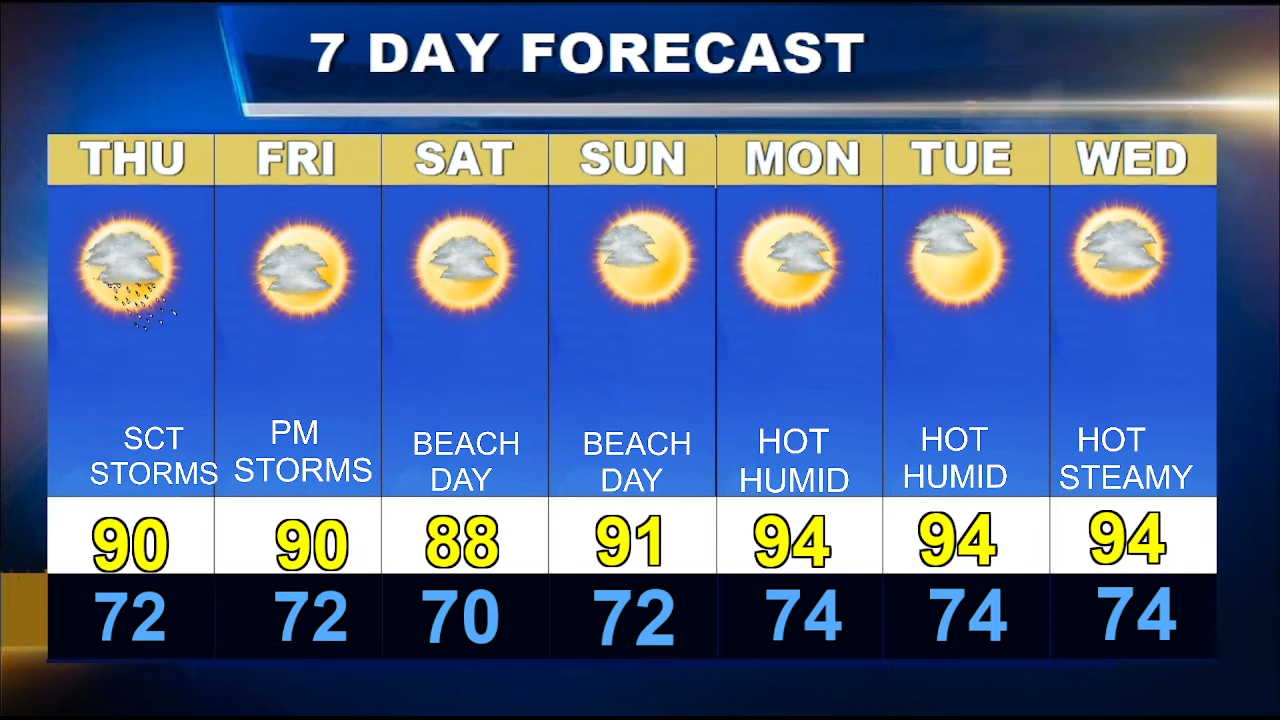 7 DAY FORECAST
THU FRI SAT SUN MON TUE WED
SCT
STORMS
PM
STORMS
BEACH
DAY
BEACH
DAY
HOT
HUMID
HOT
HUMID
HOT
STEAMY
90 90 88 91 94 94 94
72 72 70 72 74 74 74